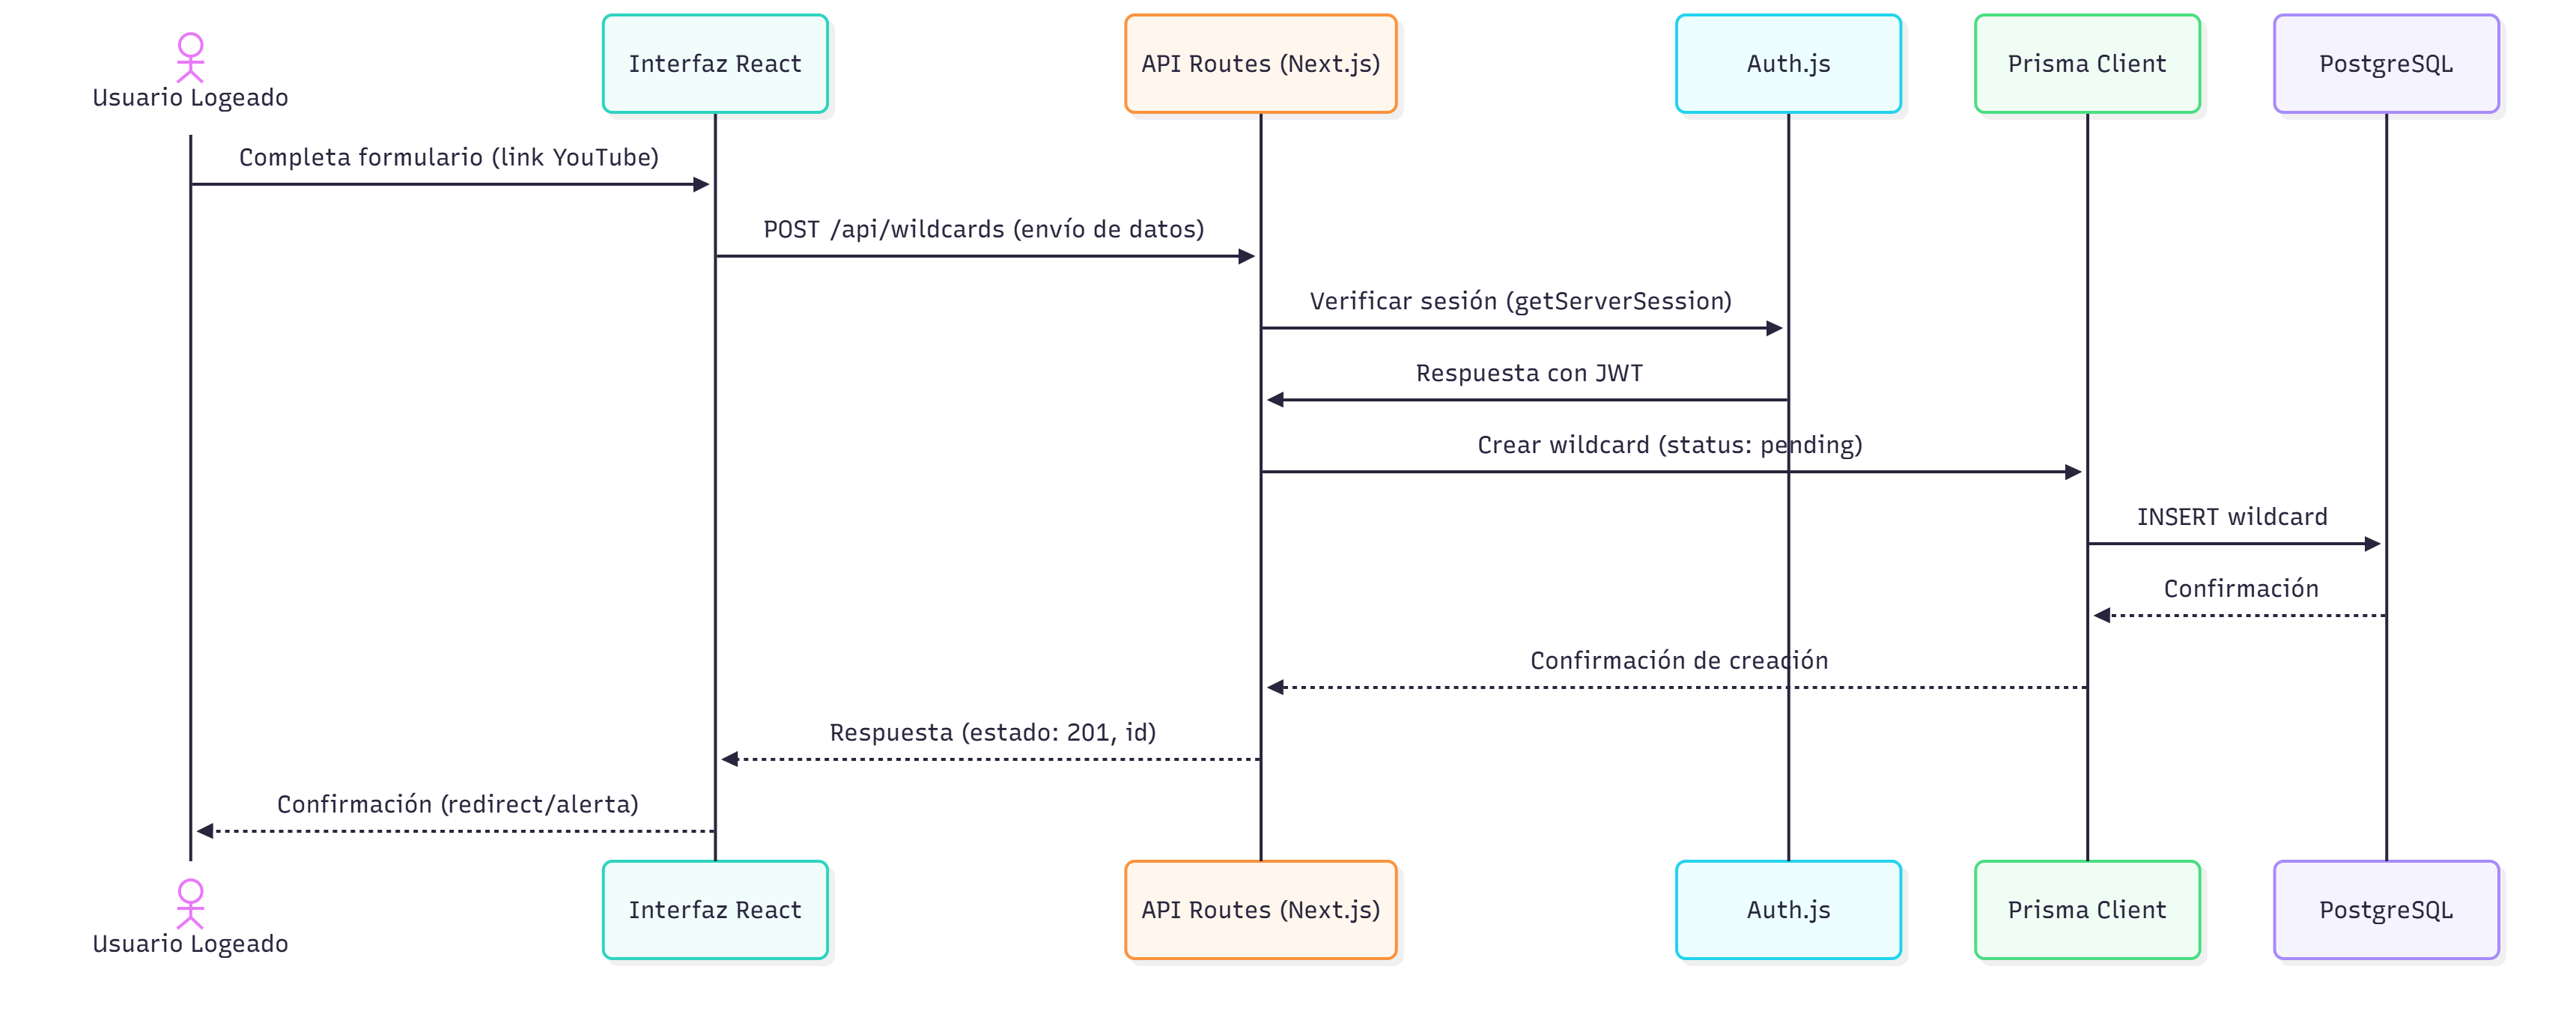 Usuario Logeado
Interfaz React
API Routes (Next.js)
Auth.js
Prisma Client
PostgreSQL
Completa formulario (link YouTube)
POST /api/wildcards (envío de datos)
Verificar sesión (getServerSession)
Respuesta con JWT
Crear wildcard (status: pending)
INSERT wildcard
Confirmación
Confirmación de creación
Respuesta (estado: 201, id)
Confirmación (redirect/alerta)
Usuario Logeado
Interfaz React
API Routes (Next.js)
Auth.js
Prisma Client
PostgreSQL